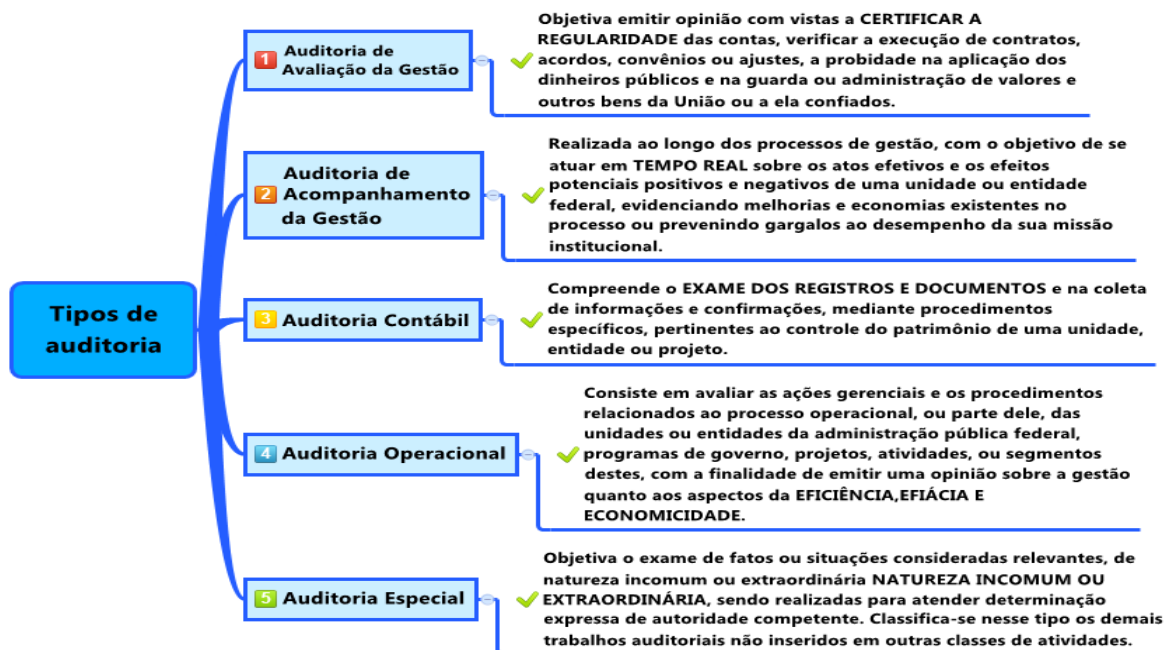 Tipos de
auditoria
1 Auditoria de
Avaliação da Gestão
Objetiva emitir opinião com vistas a CERTIFICAR A
REGULARIDADE das contas, verificar a execução de contratos,
acordos, convênios ou ajustes, a probidade na aplicação dos
dinheiros públicos e na guarda ou administração de valores e
outros bens da União ou a ela confiados.
2 Auditoria de
Acompanhamento
da Gestão
Realizada ao longo dos processos de gestão, com o objetivo de se
atuar em TEMPO REAL sobre os atos efetivos e os efeitos
potenciais positivos e negativos de uma unidade ou entidade
federal, evidenciando melhorias e economias existentes no
processo ou prevenindo gargalos ao desempenho da sua missão
institucional.
3 Auditoria Contábil
Compreende o EXAME DOS REGISTROS E DOCUMENTOS e na coleta
de informações e confirmações, mediante procedimentos
específicos, pertinentes ao controle do patrimônio de uma unidade,
entidade ou projeto.
4 Auditoria Operacional
Consiste em avaliar as ações gerenciais e os procedimentos
relacionados ao processo operacional, ou parte dele, das
unidades ou entidades da administração pública federal,
programas de governo, projetos, atividades, ou segmentos
destes, com a finalidade de emitir uma opinião sobre a gestão
quanto aos aspectos da EFICIÊNCIA,EFIÁCIA E
ECONOMICIDADE.
5 Auditoria Especial
Objetiva o exame de fatos ou situações consideradas relevantes, de
natureza incomum ou extraordinária NATUREZA INCOMUM OU
EXTRAORDINÁRIA, sendo realizadas para atender determinação
expressa de autoridade competente. Classifica-se nesse tipo os demais
trabalhos auditoriais não inseridos em outras classes de atividades.